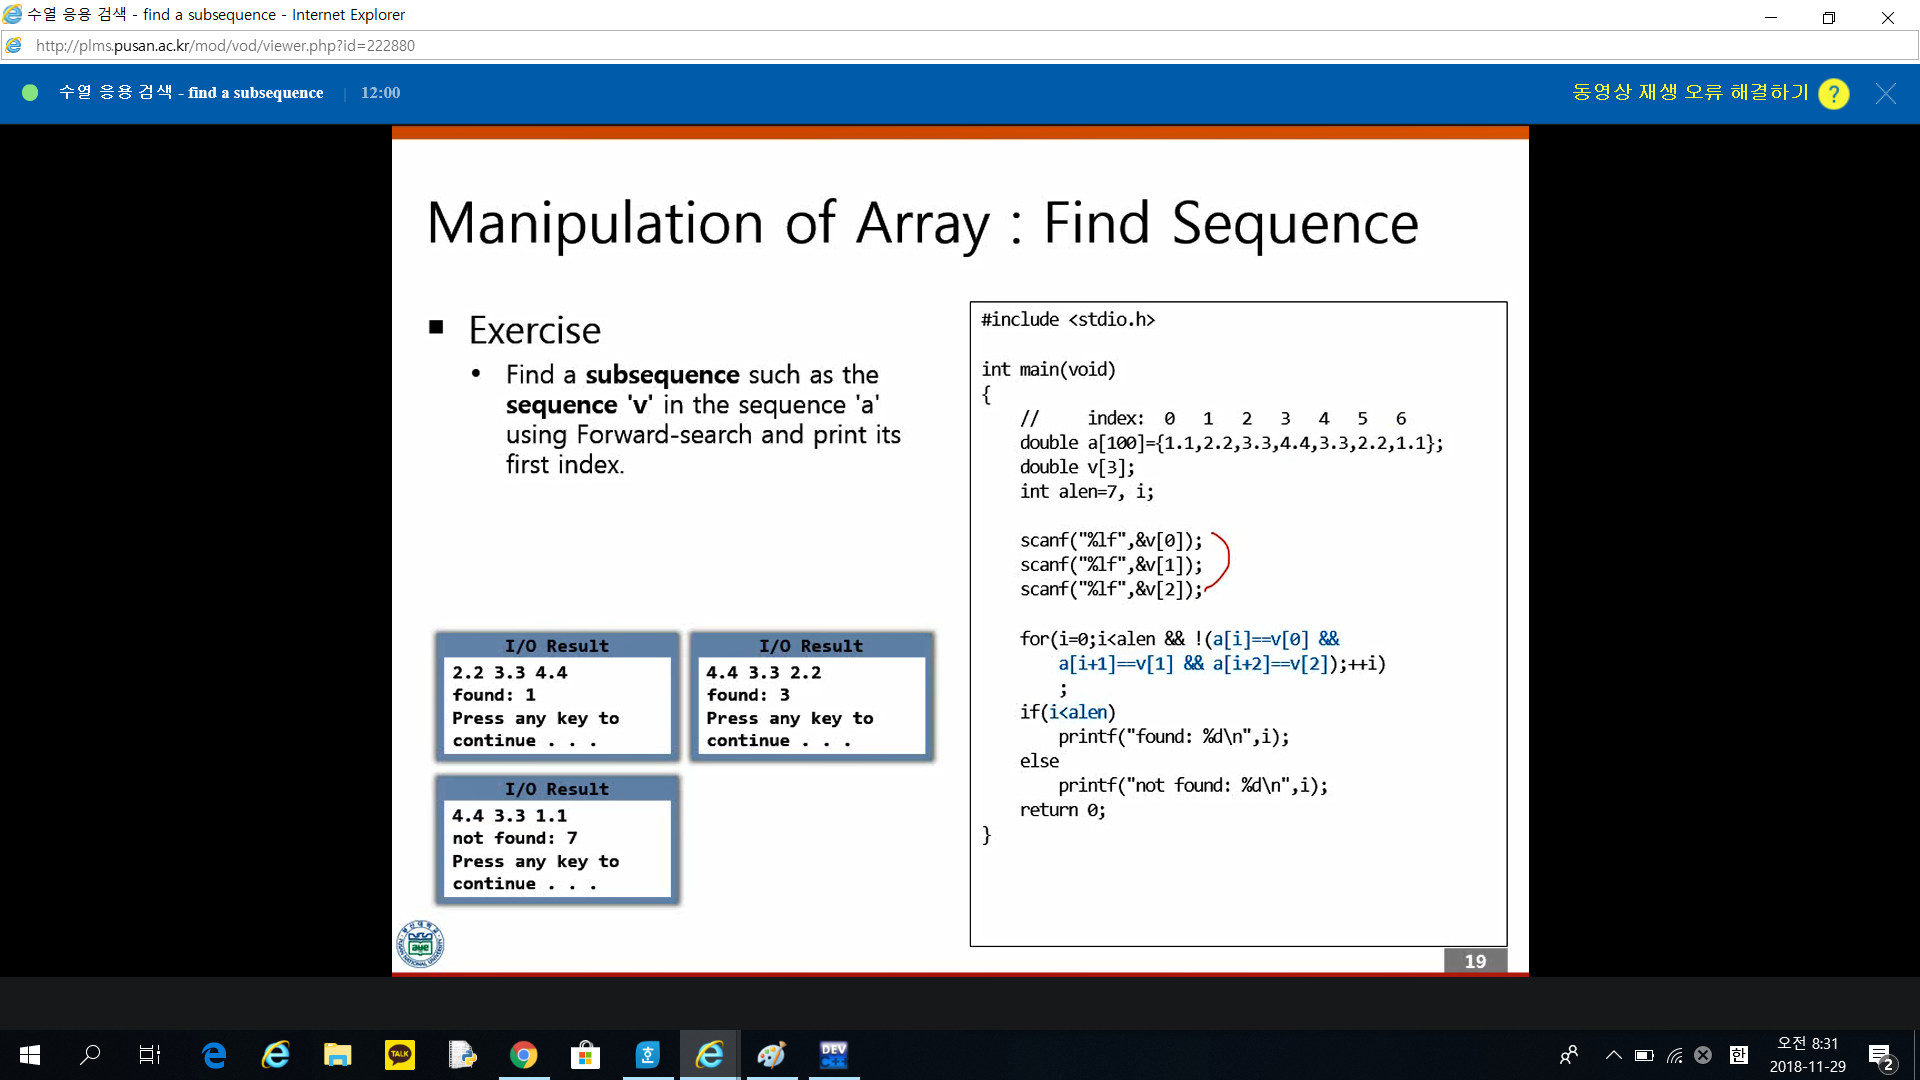 수열 응용 검색 - find a subsequence - Internet Explorer
http://plms.pusan.ac.kr/mod/vod/viewer.php?id=222880
수열 응용 검색 - find a subsequence | 12:00
동영상 재생 오류 해결하기 ?
Manipulation of Array : Find Sequence
■ Exercise
• Find a subsequence such as the
sequence 'v' in the sequence 'a'
using Forward-search and print its
first index.
I/O Result
2.2 3.3 4.4
found: 1
Press any key to
continue . . .
I/O Result
4.4 3.3 2.2
found: 3
Press any key to
continue . . .
I/O Result
4.4 3.3 1.1
not found: 7
Press any key to
continue . . .
#include <stdio.h>
int main(void)
{
// index: 0 1 2 3 4 5 6
double a[100]={1.1,2.2,3.3,4.4,3.3,2.2,1.1};
double v[3];
int alen=7, i;
scanf("%lf",&v[0]);
scanf("%lf",&v[1]);
scanf("%lf",&v[2]);
for(i=0;i<alen && !(a[i]==v[0] &&
a[i+1]==v[1] && a[i+2]==v[2]);++i)
;
if(i<alen)
printf("found: %d\n",i);
else
printf("not found: %d\n",i);
return 0;
}
19
TALK
호
DEV
C++
한
오전 8:31
2018-11-29
2